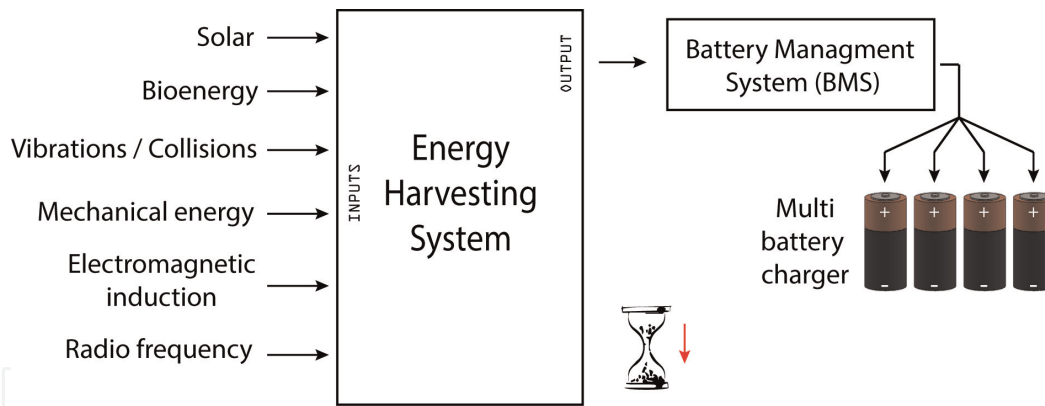 Solar
Bioenergy
Vibrations / Collisions
Mechanical energy
Electromagnetic
induction
Radio frequency
INPUTS
Energy
Harvesting
System
OUTPUT
Battery Managment
System (BMS)
Multi
battery
charger
+ + + +
- - - -